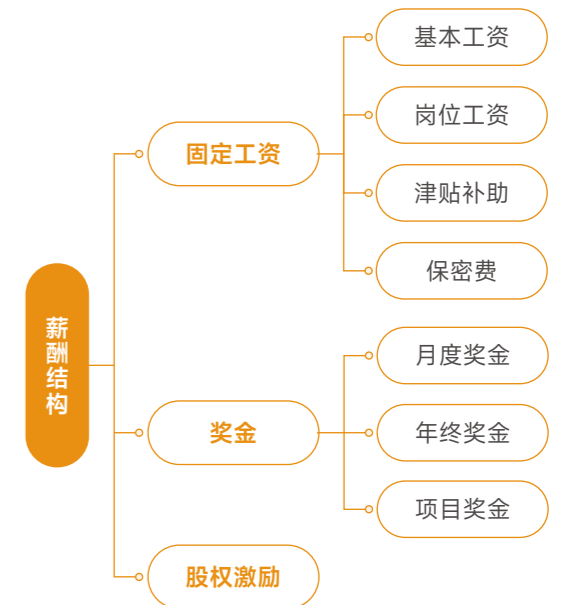 薪酬结构
固定工资
基本工资
岗位工资
津贴补助
保密费
奖金
月度奖金
年终奖金
项目奖金
股权激励